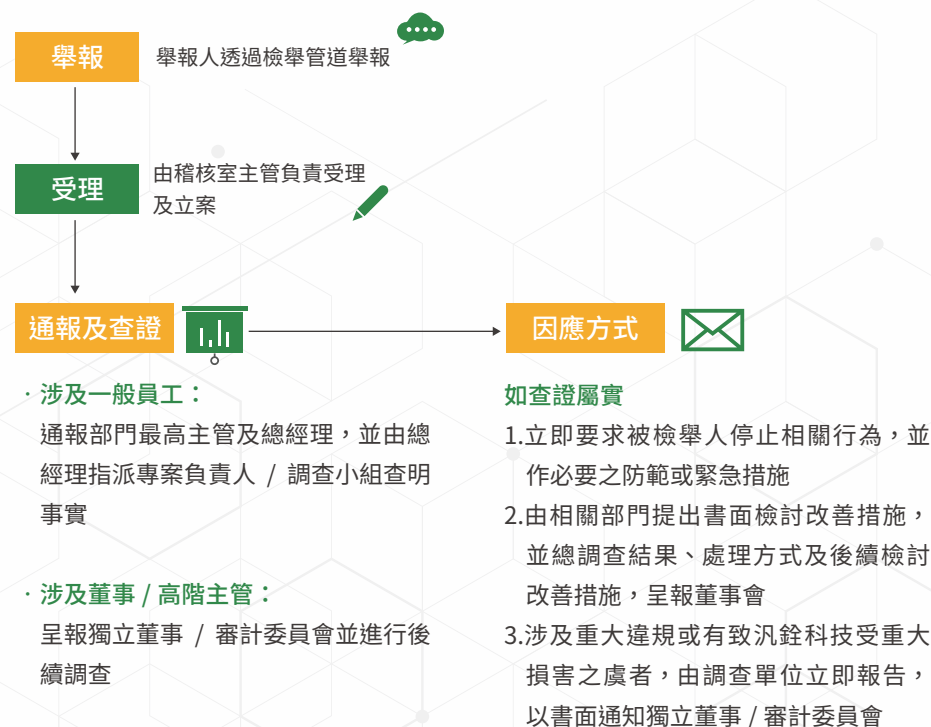 舉報
舉報人透過檢舉管道舉報
受理
由稽核室主管負責受理
及立案
通報及查證
· 涉及一般員工：
通報部門最高主管及總經理，並由總
經理指派專案負責人 / 調查小組查明
事實
· 涉及董事 / 高階主管：
呈報獨立董事 / 審計委員會並進行後
續調查
因應方式
如查證屬實
1.立即要求被檢舉人停止相關行為，並
作必要之防範或緊急措施
2.由相關部門提出書面檢討改善措施，
並總調查結果、處理方式及後續檢討
改善措施，呈報董事會
3.涉及重大違規或有致汎銓科技受重大
損害之虞者，由調查單位立即報告，
以書面通知獨立董事 / 審計委員會